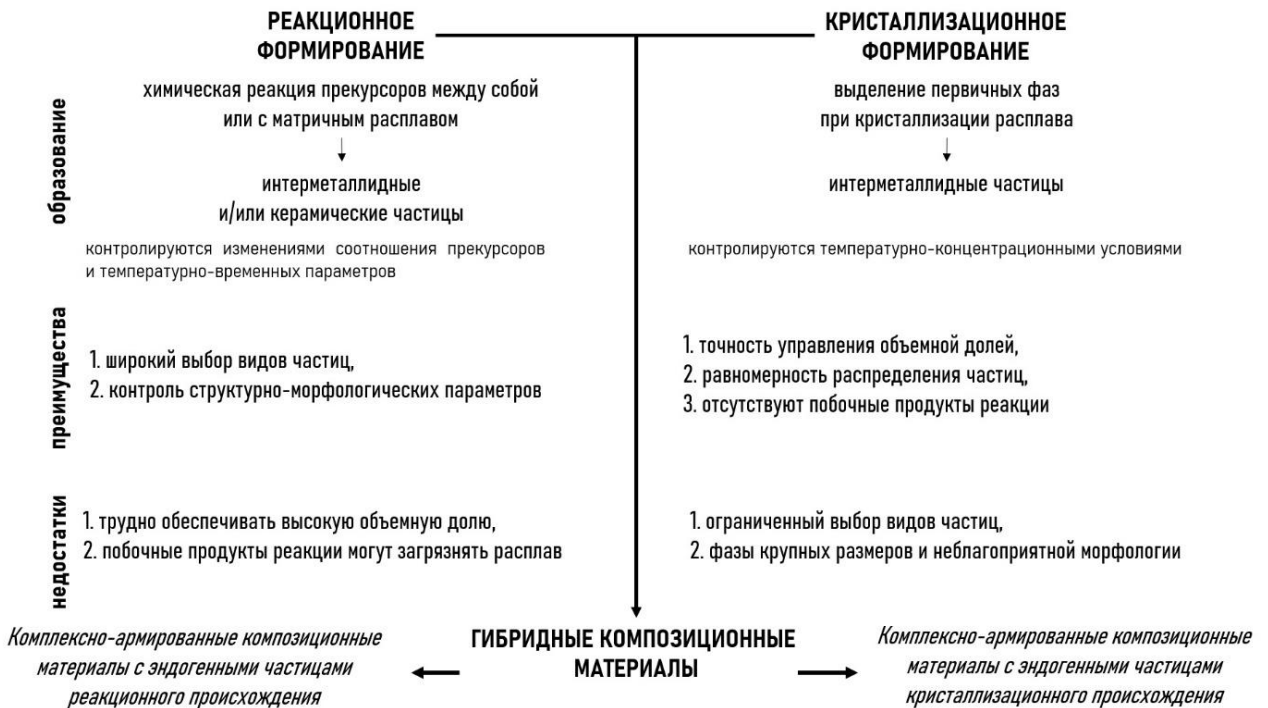 РЕАКЦИОННОЕ
ФОРМИРОВАНИЕ
КРИСТАЛЛИЗАЦИОННОЕ
ФОРМИРОВАНИЕ
образование
химическая реакция прекурсоров между собой
или с матричным расплавом
интерметаллидные
и/или керамические частицы
контролируются изменениями соотношения прекурсоров
и температурно-временных параметров
выделение первичных фаз
при кристаллизации расплава
интерметаллидные частицы
контролируются температурно-концентрационными условиями
преимущества
1. широкий выбор видов частиц,
2. контроль структурно-морфологических параметров
1. точность управления объемной долей,
2. равномерность распределения частиц,
3. отсутствуют побочные продукты реакции
недостатки
1. трудно обеспечивать высокую объемную долю,
2. побочные продукты реакции могут загрязнять расплав
1. ограниченный выбор видов частиц,
2. фазы крупных размеров и неблагоприятной морфологии
Комплексно-армированные композиционные
материалы с эндогенными частицами
реакционного происхождения
ГИБРИДНЫЕ КОМПОЗИЦИОННЫЕ
МАТЕРИАЛЫ
Комплексно-армированные композиционные
материалы с эндогенными частицами
кристаллизационного происхождения